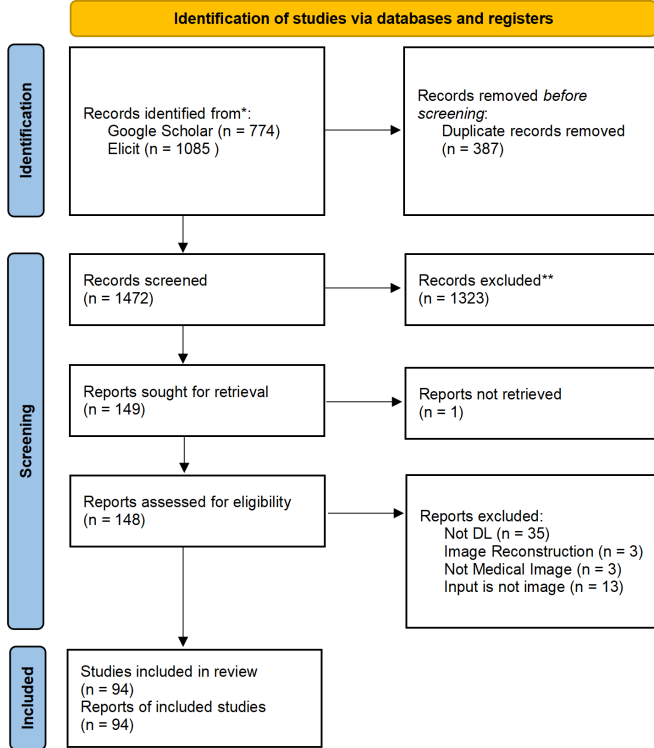 Identification of studies via databases and registers
Identification
Records identified from*:
Google Scholar (n = 774)
Elicit (n = 1085 )
Records removed before
screening:
Duplicate records removed
(n = 387)
Screening
Records screened
(n = 1472)
Records excluded**
(n = 1323)
Reports sought for retrieval
(n = 149)
Reports not retrieved
(n = 1)
Reports assessed for eligibility
(n = 148)
Reports excluded:
Not DL (n = 35)
Image Reconstruction (n = 3)
Not Medical Image (n = 3)
Input is not image (n = 13)
Included
Studies included in review
(n = 94)
Reports of included studies
(n = 94)